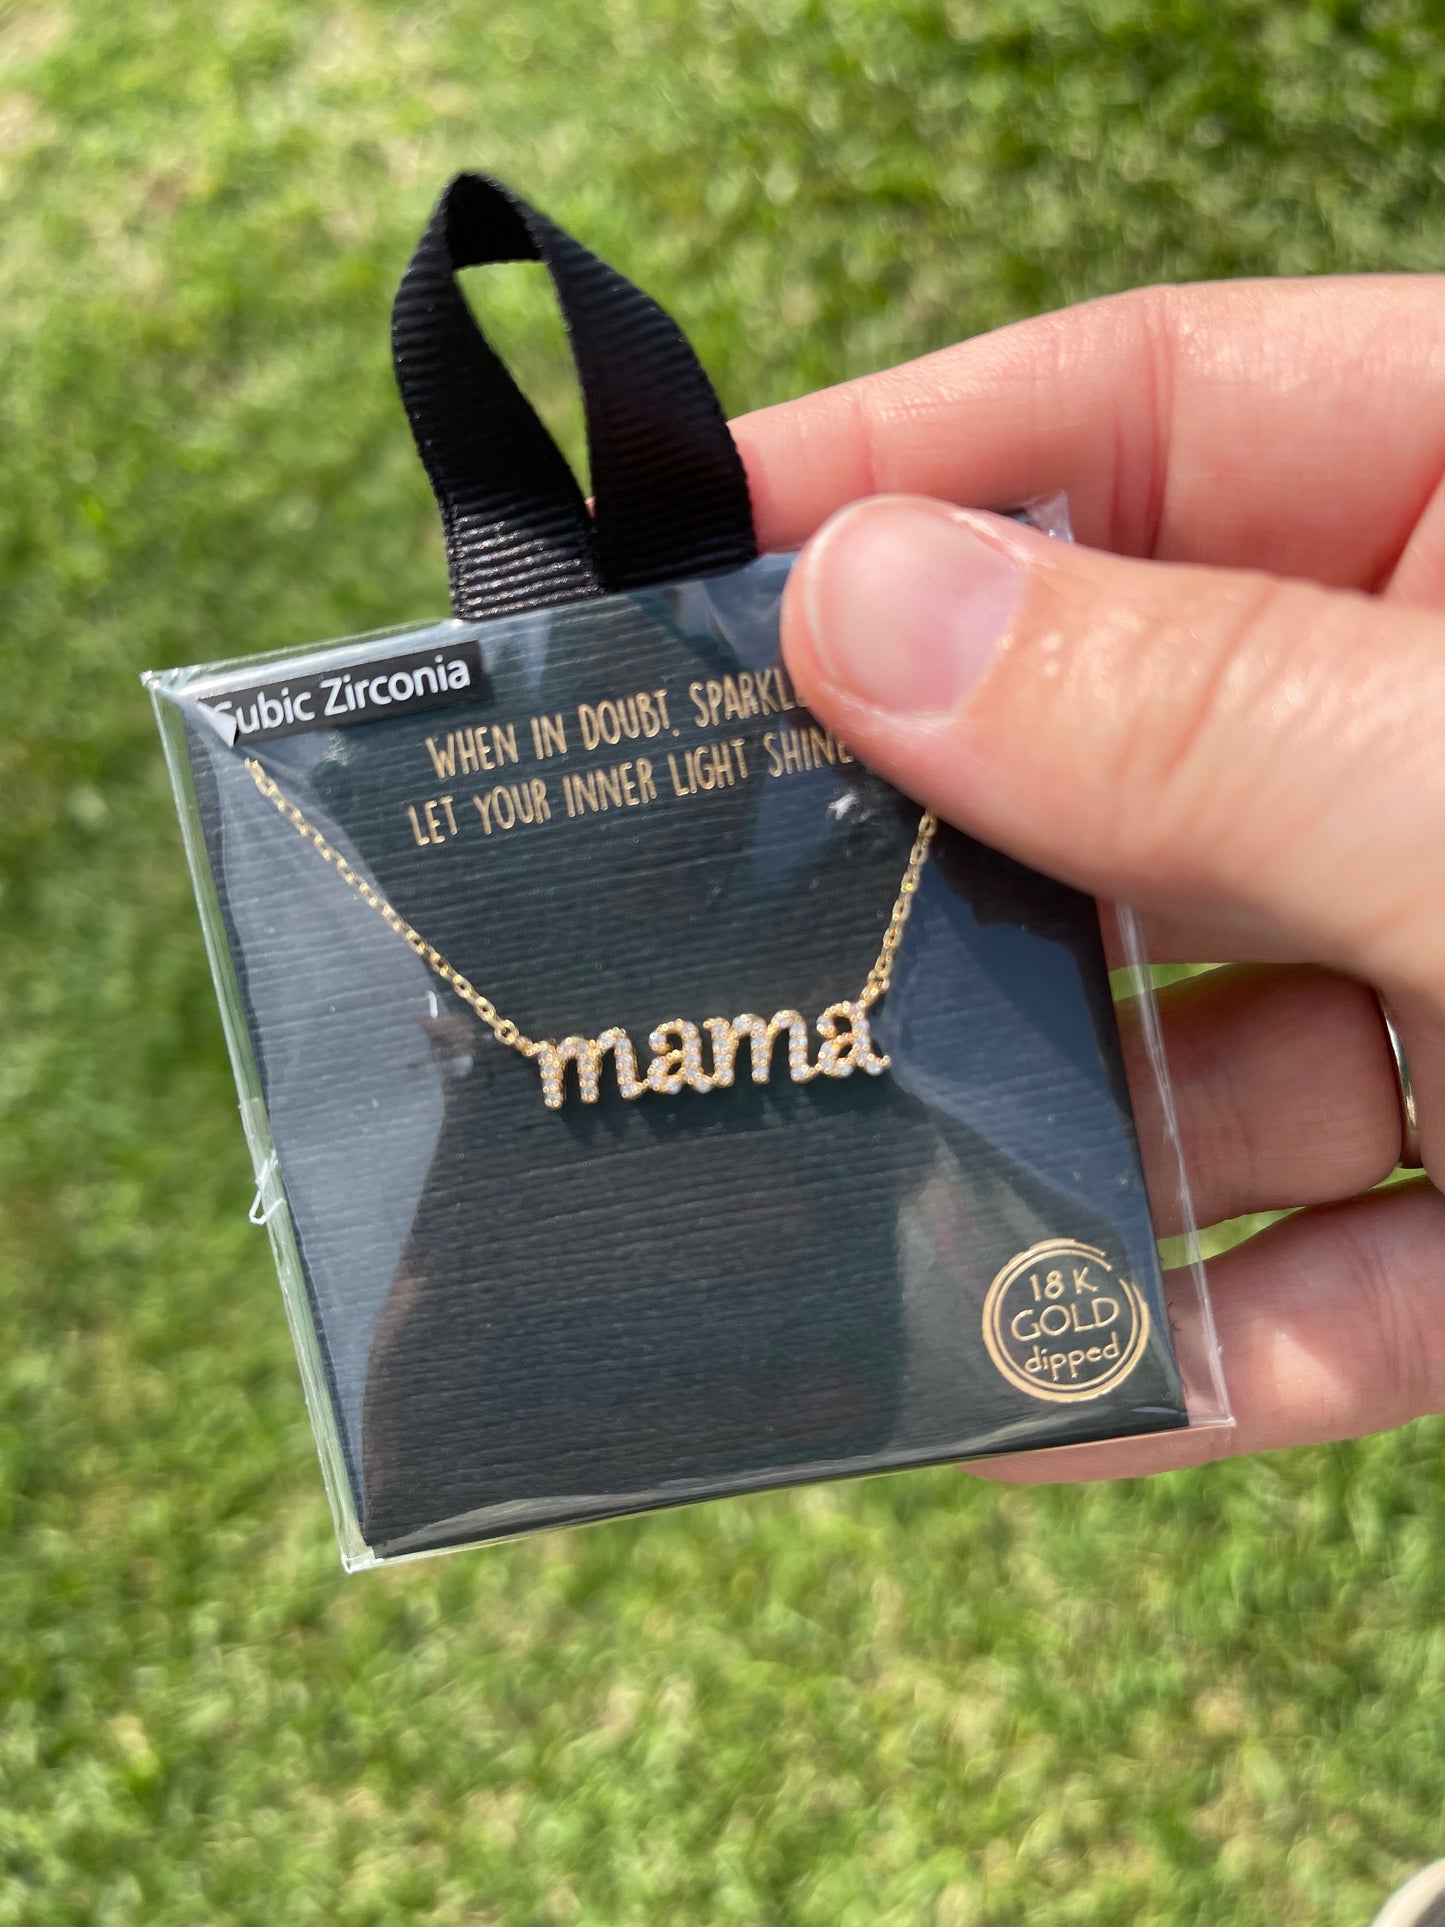 Cubic Zirconia
WHEN IN DOUBT, SPARKLE
LET YOUR INNER LIGHT SHINE
mama
18 K
GOLD
dipped